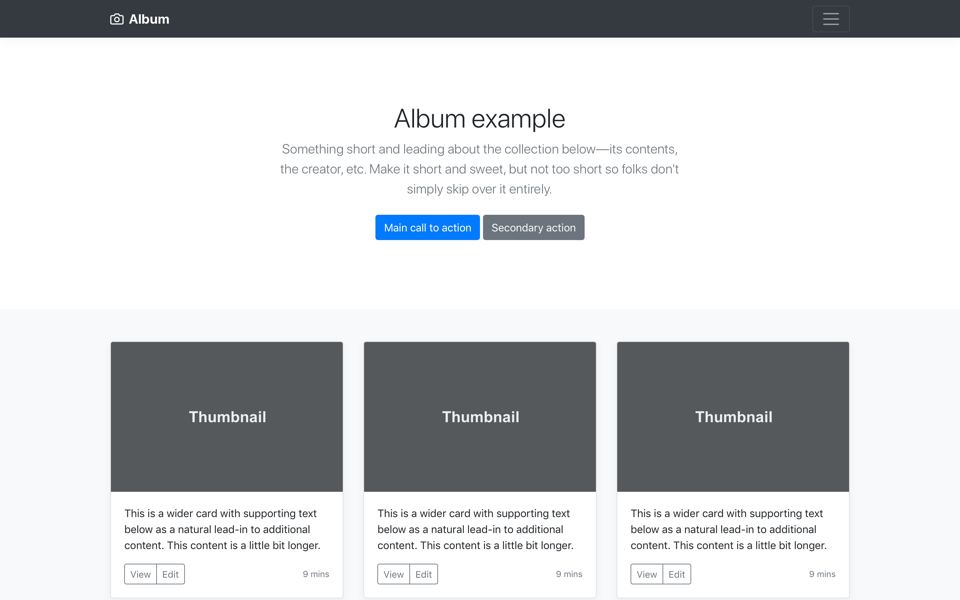 Album
Album example
Something short and leading about the collection below—its contents,
the creator, etc. Make it short and sweet, but not too short so folks don't
simply skip over it entirely.
Main call to action Secondary action
Thumbnail Thumbnail Thumbnail
This is a wider card with supporting text
below as a natural lead-in to additional
content. This content is a little bit longer.
View Edit 9 mins
This is a wider card with supporting text
below as a natural lead-in to additional
content. This content is a little bit longer.
View Edit 9 mins
This is a wider card with supporting text
below as a natural lead-in to additional
content. This content is a little bit longer.
View Edit 9 mins